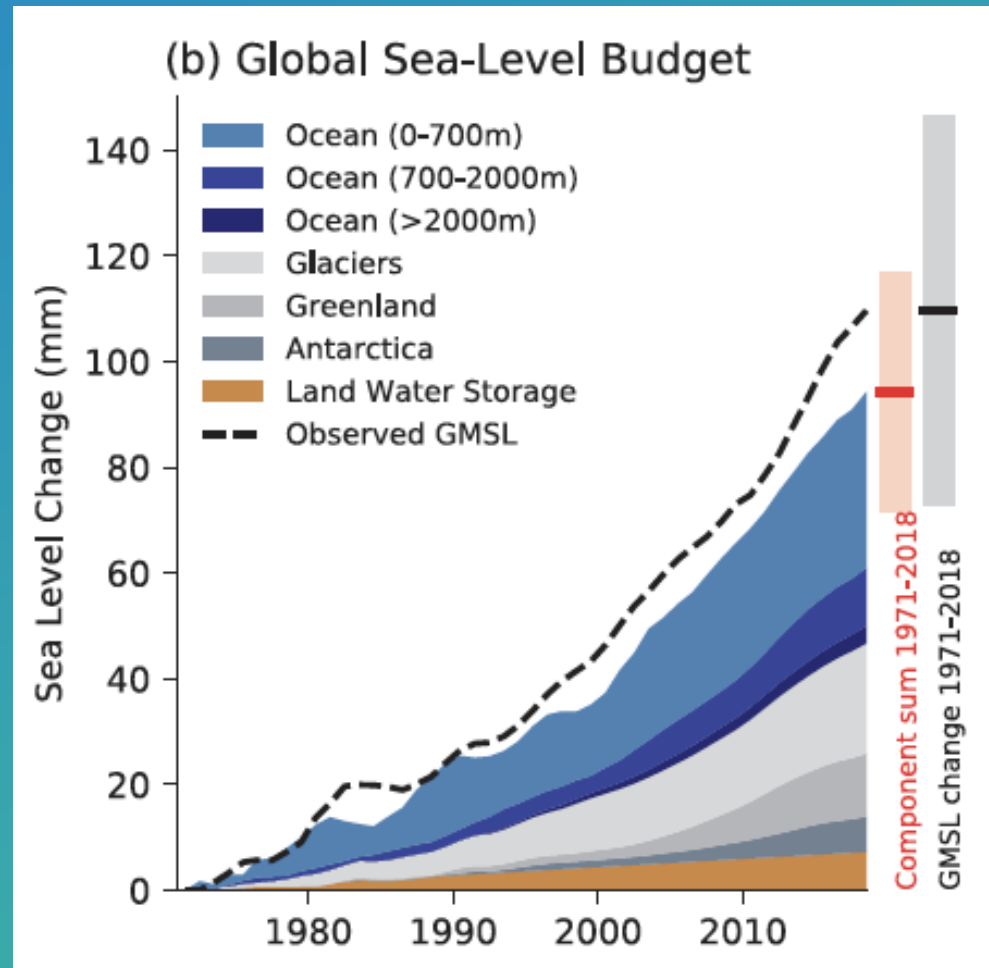 (b) Global Sea-Level Budget
Sea Level Change (mm)
140
120
100
80
60
40
20
0
Ocean (0-700m)
Ocean (700-2000m)
Ocean (>2000m)
Glaciers
Greenland
Antarctica
Land Water Storage
Observed GMSL
1980
1990
2000
2010
Component sum 1971-2018
GMSL change 1971-2018